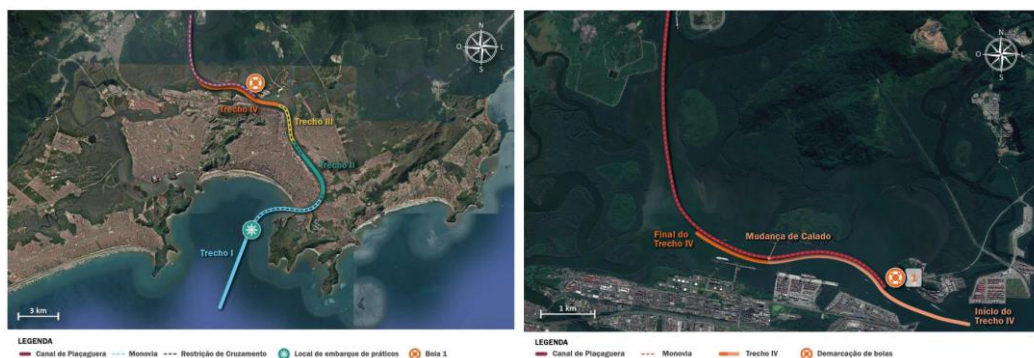 N
O
L
S
Trecho IV
Trecho III
Trecho II
Trecho I
3 km
LEGENDA
Canal de Piaçaguera
Monovia
Restrição de Cruzamento
Local de embarque de práticos
Boia 1
N
O
L
S
Final do
Trecho IV
Mudança de Calado
1
Início do
Trecho IV
1 km
LEGENDA
Canal de Piaçaguera
Monovia
Trecho IV
Demarcação de boias